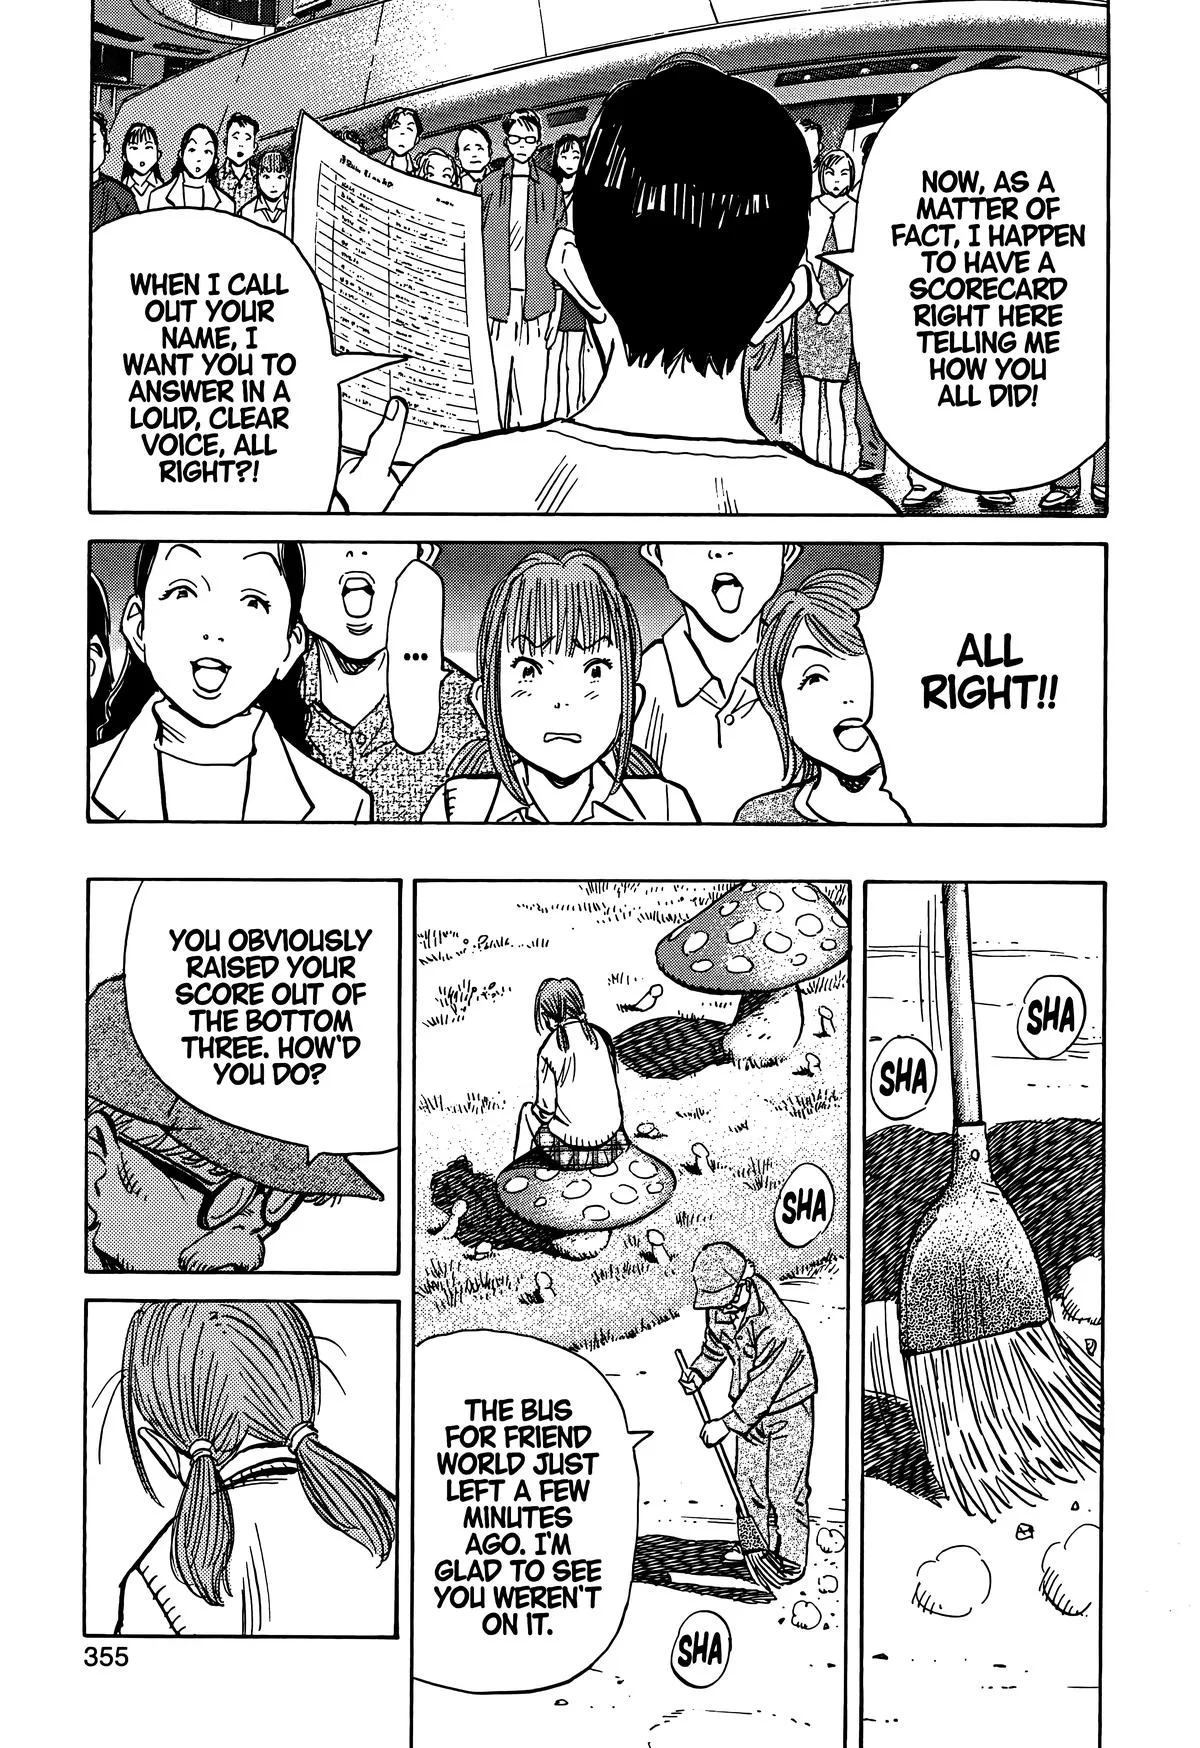 NOW, AS A
MATTER OF
FACT, I HAPPEN
TO HAVE A
SCORECARD
RIGHT HERE
TELLING ME
HOW YOU
ALL DID!
WHEN I CALL
OUT YOUR
NAME, I
WANT YOU TO
ANSWER IN A
LOUD, CLEAR
VOICE, ALL
RIGHT?!
ALL
RIGHT!!
...
SHA
SHA
SHA
THE BUS
FOR FRIEND
WORLD JUST
LEFT A FEW
MINUTES
AGO. I'M
GLAD TO SEE
YOU WEREN'T
ON IT.
SHA
YOU OBVIOUSLY
RAISED YOUR
SCORE OUT OF
THE BOTTOM
THREE. HOW'D
YOU DO?
355